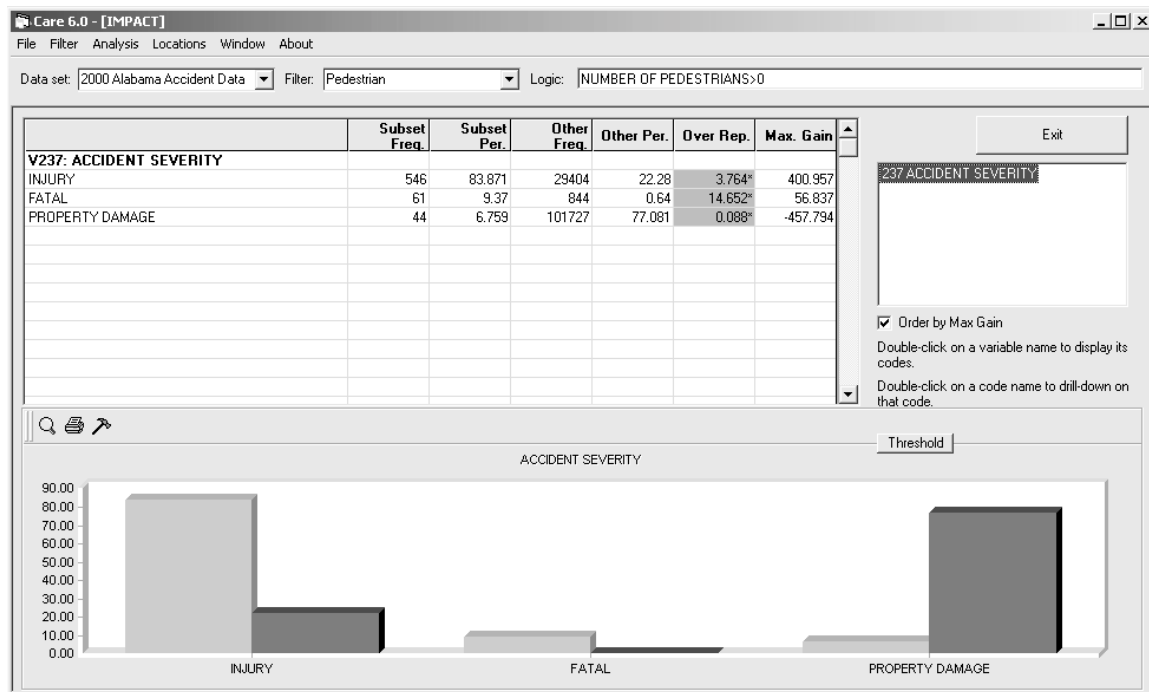 Care 6.0 - [IMPACT]
File Filter Analysis Locations Window About
Data set: 2000 Alabama Accident Data Filter: Pedestrian Logic: NUMBER OF PEDESTRIANS>0
Subset Freq. Subset Per. Other Freq. Other Per. Over Rep. Max. Gain
V237: ACCIDENT SEVERITY
INJURY 546 83.871 29404 22.28 3.764* 400.957
FATAL 61 9.37 844 0.64 14.652* 56.837
PROPERTY DAMAGE 44 6.759 101727 77.081 0.088* -457.794
Exit
237 ACCIDENT SEVERITY
Order by Max Gain
Double-click on a variable name to display its
codes.
Double-click on a code name to drill-down on
that code.
Threshold
ACCIDENT SEVERITY
90.00
80.00
70.00
60.00
50.00
40.00
30.00
20.00
10.00
0.00
INJURY FATAL PROPERTY DAMAGE